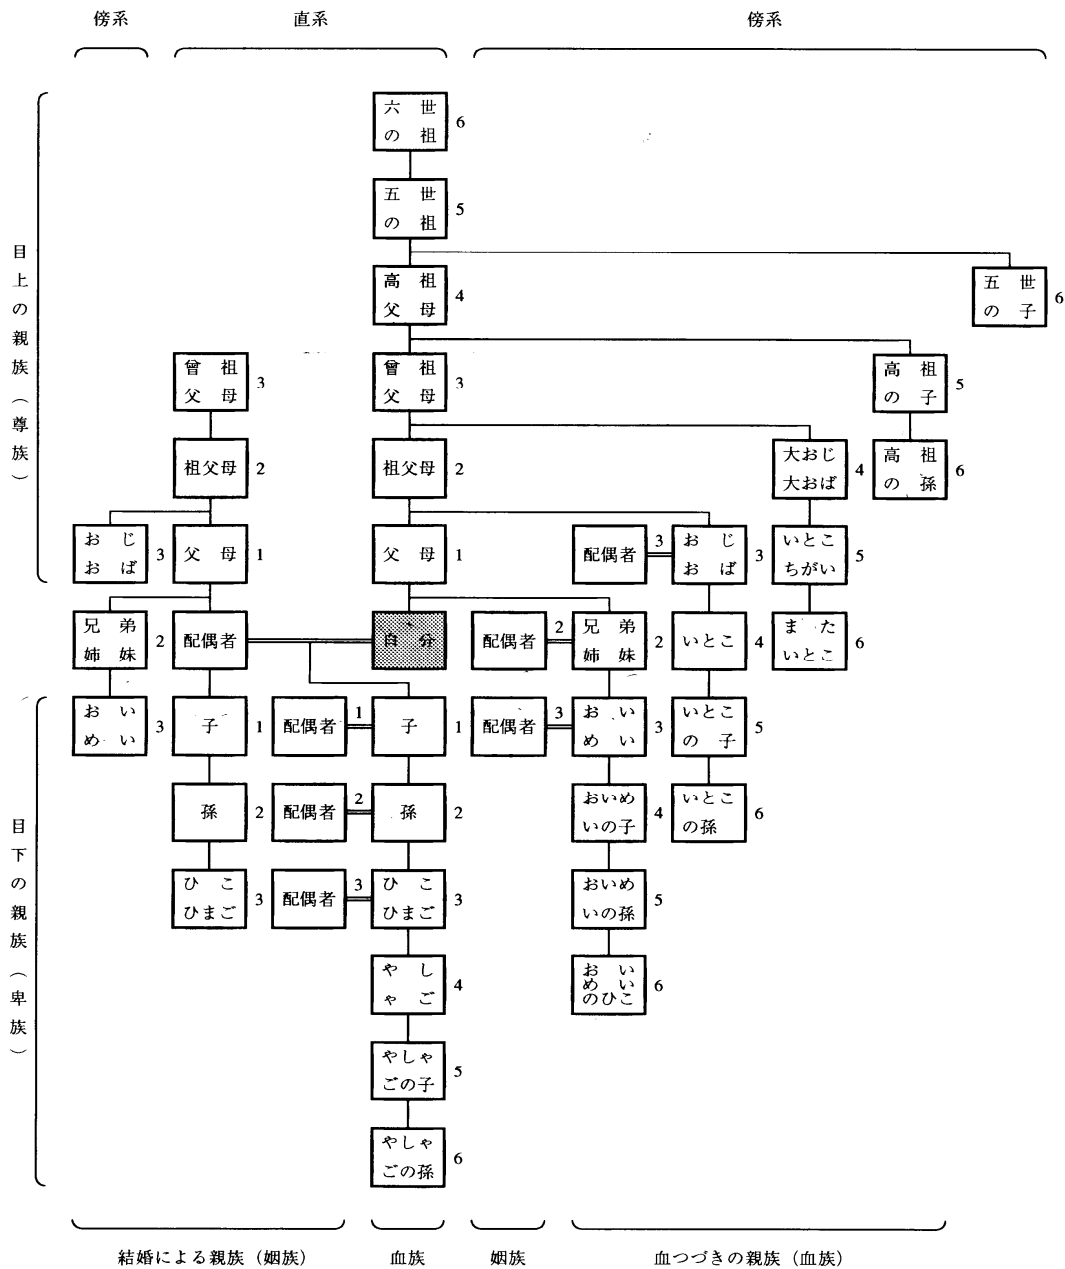 傍系
直系
傍系
目上の親族（尊族）
六世
の祖
6
五世
の祖
5
高祖
父母
4
五世
の子
6
曾祖
父母
3
曾祖
父母
3
高祖
の子
5
祖父母
2
祖父母
2
大おじ
大おば
4
高祖
の孫
6
おじ
おば
3
父母
1
父母
1
配偶者
3
おじ
おば
3
いとこ
ちがい
5
兄弟
姉妹
2
配偶者
自分
配偶者
2
兄弟
姉妹
2
いとこ
4
また
いとこ
6
目下の親族（卑族）
おい
めい
3
子
1
配偶者
1
子
1
配偶者
3
おい
めい
3
いとこ
の子
5
孫
2
配偶者
2
孫
2
おいめ
いの子
4
いとこ
の孫
6
ひこ
ひまご
3
配偶者
3
ひこ
ひまご
3
おいめ
いの孫
5
やし
ゃご
4
おい
めい
のひこ
6
やしゃ
ごの子
5
やしゃ
ごの孫
6
結婚による親族（姻族）
血族
姻族
血つづきの親族（血族）